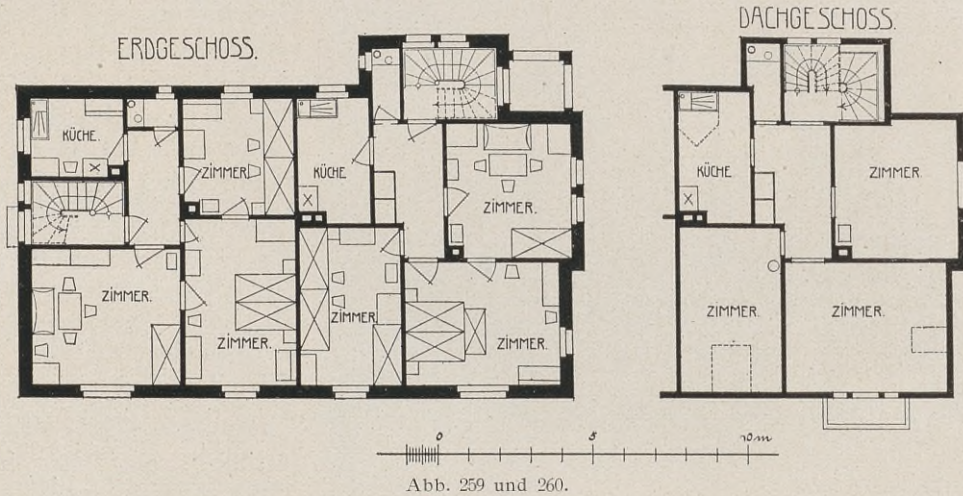 ERDGESCHOSS.
DACHGESCHOSS.
KÜCHE.
ZIMMER.
KÜCHE
ZIMMER.
ZIMMER.
ZIMMER.
ZIMMER.
ZIMMER.
KÜCHE
ZIMMER.
ZIMMER.
ZIMMER.
0 5 10 m
Abb. 259 und 260.